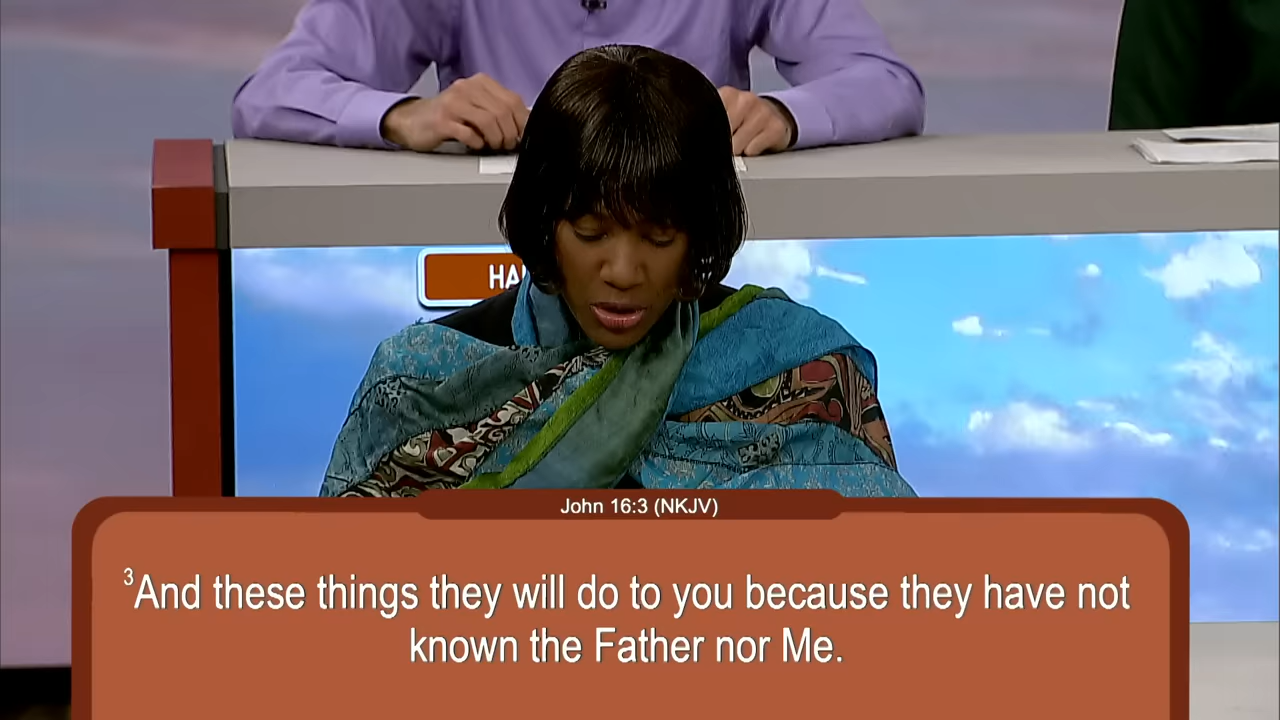 HA
John 16:3 (NKJV)
3And these things they will do to you because they have not
known the Father nor Me.